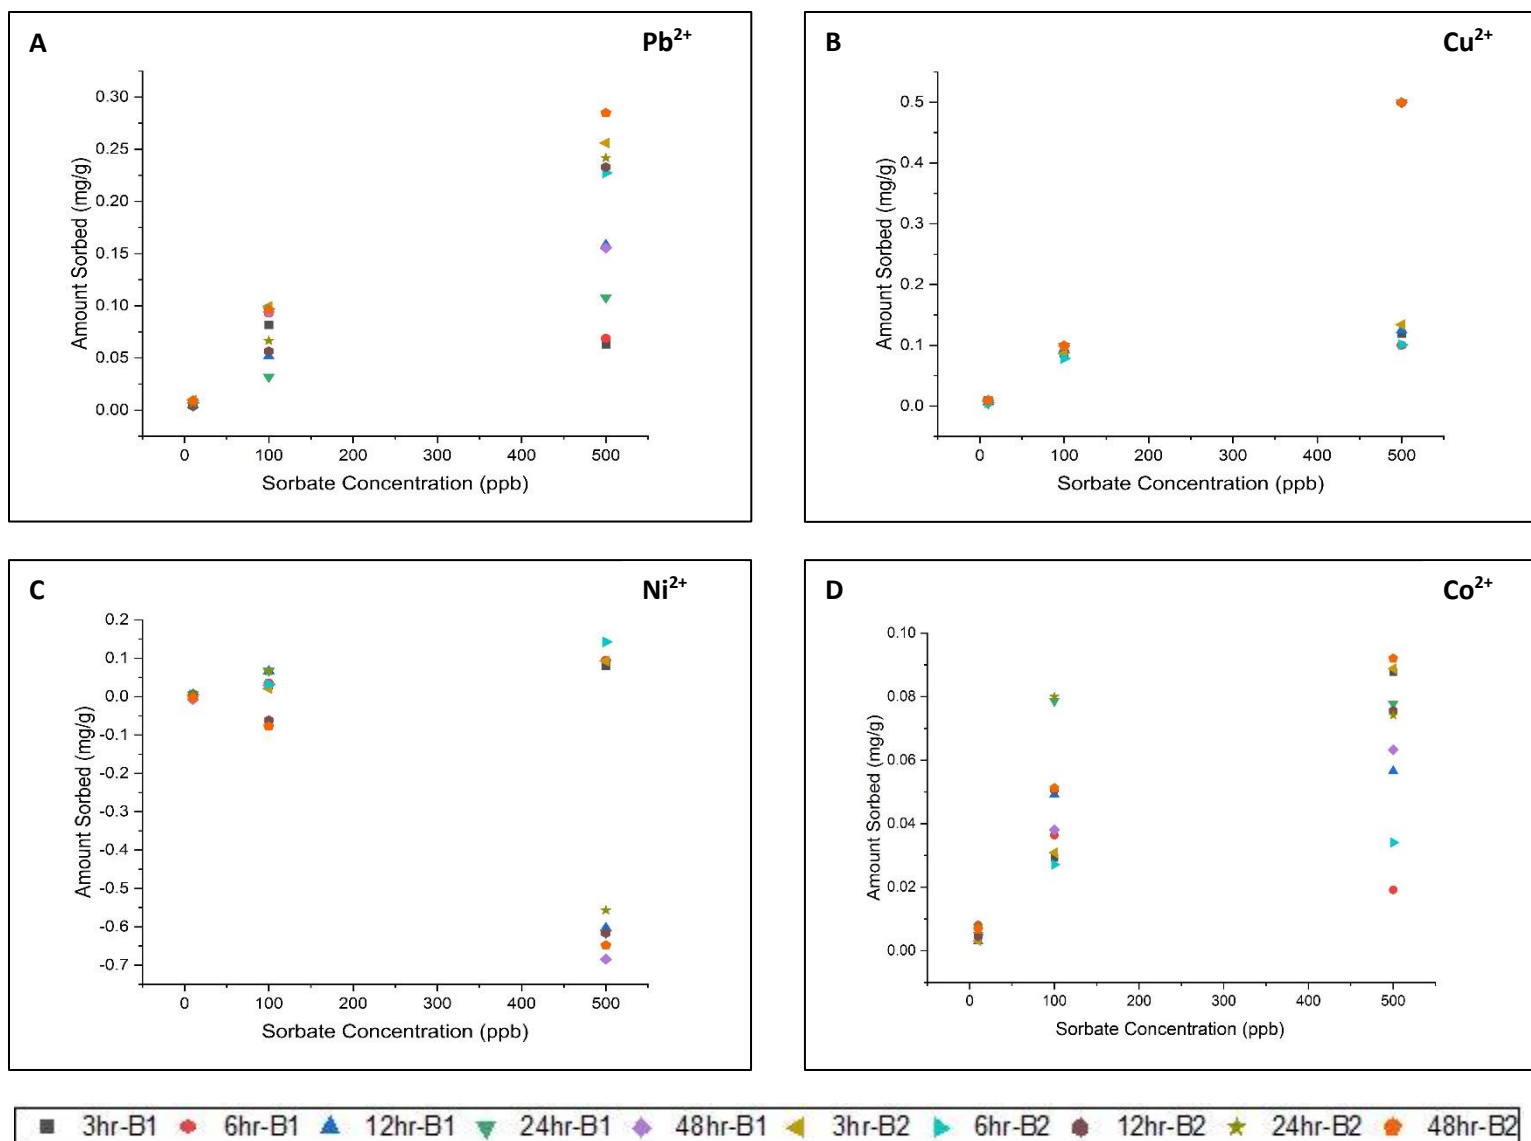 A Pb2+
0.30
0.25
0.20
0.15
0.10
0.05
0.00
Amount Sorbed (mg/g)
0 100 200 300 400 500
Sorbate Concentration (ppb)
B Cu2+
0.5
0.4
0.3
0.2
0.1
0.0
Amount Sorbed (mg/g)
0 100 200 300 400 500
Sorbate Concentration (ppb)
C Ni2+
0.2
0.1
0.0
-0.1
-0.2
-0.3
-0.4
-0.5
-0.6
-0.7
Amount Sorbed (mg/g)
0 100 200 300 400 500
Sorbate Concentration (ppb)
D Co2+
0.10
0.08
0.06
0.04
0.02
0.00
Amount Sorbed (mg/g)
0 100 200 300 400 500
Sorbate Concentration (ppb)
3hr-B1 6hr-B1 12hr-B1 24hr-B1 48hr-B1 3hr-B2 6hr-B2 12hr-B2 24hr-B2 48hr-B2